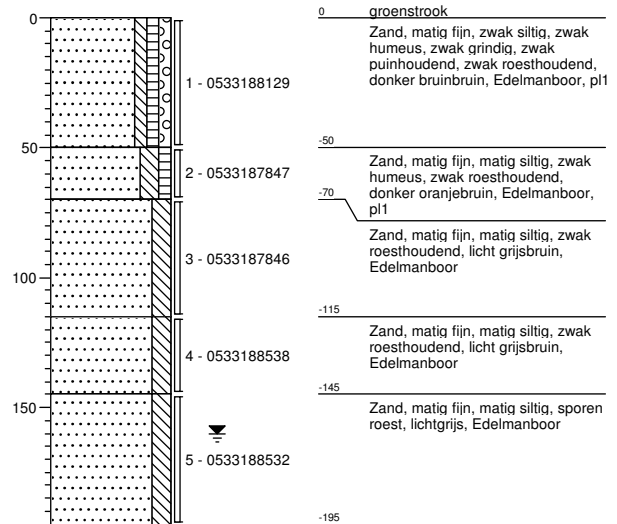 0
50
100
150
1 - 0533188129
2 - 0533187847
3 - 0533187846
4 - 0533188538
5 - 0533188532
0
groenstrook
Zand, matig fijn, zwak siltig, zwak
humeus, zwak grindig, zwak
puinhoudend, zwak roesthoudend,
donker bruinbruin, Edelmanboor, pl1
-50
Zand, matig fijn, matig siltig, zwak
humeus, zwak roesthoudend,
donker oranjebruin, Edelmanboor,
pl1
-70
Zand, matig fijn, matig siltig, zwak
roesthoudend, licht grijsbruin,
Edelmanboor
-115
Zand, matig fijn, matig siltig, zwak
roesthoudend, licht grijsbruin,
Edelmanboor
-145
Zand, matig fijn, matig siltig, sporen
roest, lichtgrijs, Edelmanboor
-195